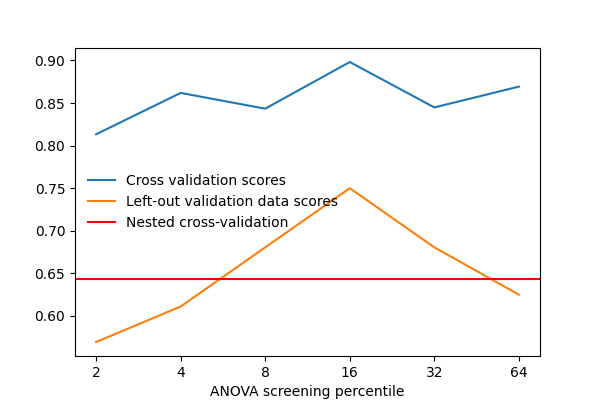 0.90
0.85
0.80
0.75
0.70
0.65
0.60
Cross validation scores
Left-out validation data scores
Nested cross-validation
2 4 8 16 32 64
ANOVA screening percentile